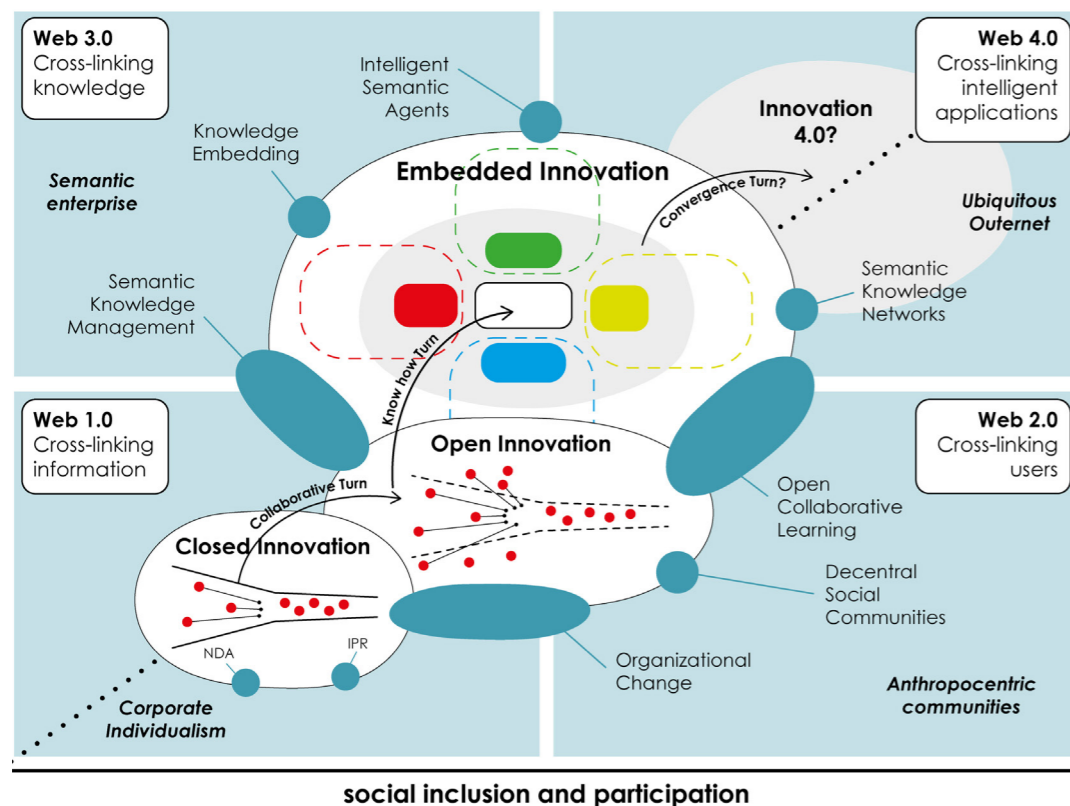 Web 3.0
Cross-linking
knowledge
Intelligent
Semantic
Agents
Web 4.0
Cross-linking
intelligent
applications
Innovation
4.0?
Knowledge
Embedding
Embedded Innovation
Convergence Turn?
Semantic
enterprise
Ubiquitous
Outernet
Semantic
Knowledge
Management
Semantic
Knowledge
Networks
Know how Turn
Web 1.0
Cross-linking
information
Open Innovation
Web 2.0
Cross-linking
users
Collaborative Turn
Open
Collaborative
Learning
Closed Innovation
Decentral
Social
Communities
NDA
IPR
Organizational
Change
Corporate
Individualism
Anthropocentric
communities
social inclusion and participation